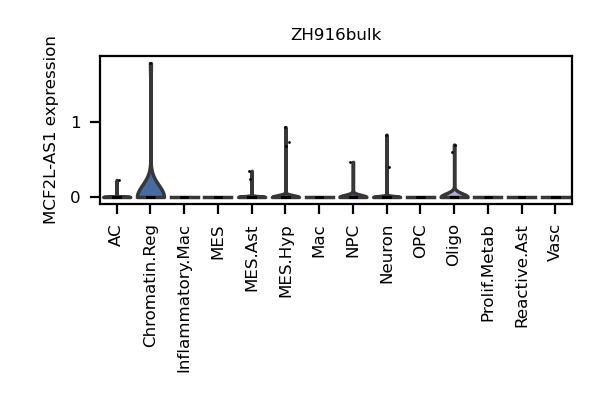 ZH916bulk
MCF2L-AS1 expression
1
0
AC
Chromatin.Reg
Inflammatory.Mac
MES
MES.Ast
MES.Hyp
Mac
NPC
Neuron
OPC
Oligo
Prolif.Metab
Reactive.Ast
Vasc